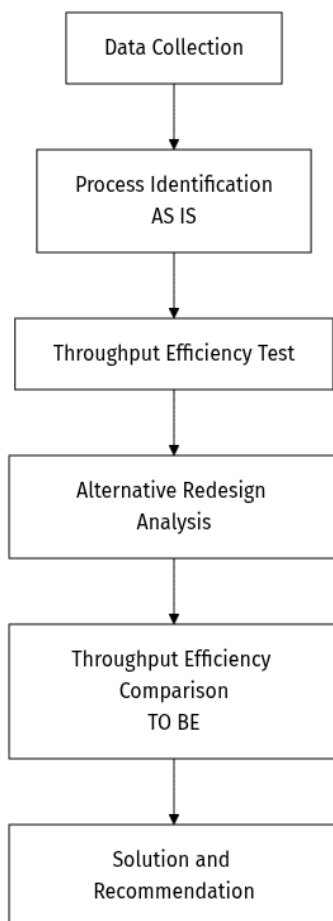 Data Collection
Process Identification
AS IS
Throughput Efficiency Test
Alternative Redesign
Analysis
Throughput Efficiency
Comparison
TO BE
Solution and
Recommendation